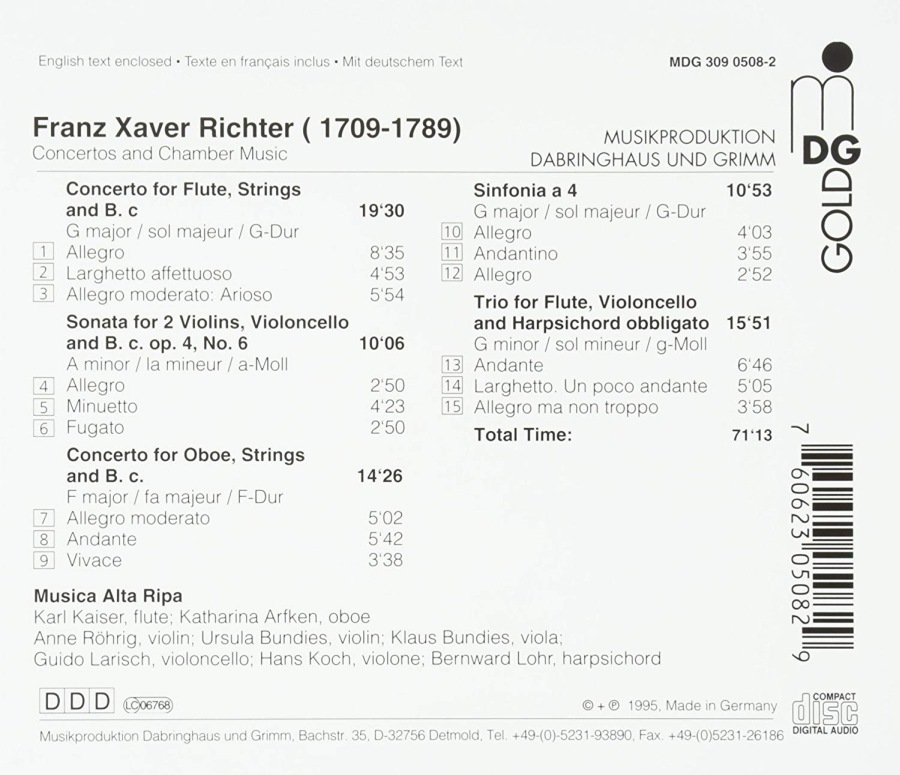 English text enclosed • Texte en français inclus • Mit deutschem Text
MDG 309 0508-2
Franz Xaver Richter ( 1709-1789)
Concertos and Chamber Music
MUSIKPRODUKTION
DABRINGHAUS UND GRIMM
m
DG
GOLD
Concerto for Flute, Strings
and B. c 19'30
G major / sol majeur / G-Dur
1 Allegro 8'35
2 Larghetto affettuoso 4'53
3 Allegro moderato: Arioso 5'54
Sonata for 2 Violins, Violoncello
and B. c. op. 4, No. 6 10'06
A minor / la mineur / a-Moll
4 Allegro 2'50
5 Minuetto 4'23
6 Fugato 2'50
Concerto for Oboe, Strings
and B. c. 14'26
F major / fa majeur / F-Dur
7 Allegro moderato 5'02
8 Andante 5'42
9 Vivace 3'38
Sinfonia a 4 10'53
G major / sol majeur / G-Dur
10 Allegro 4'03
11 Andantino 3'55
12 Allegro 2'52
Trio for Flute, Violoncello
and Harpsichord obbligato 15'51
G minor / sol mineur / g-Moll
13 Andante 6'46
14 Larghetto. Un poco andante 5'05
15 Allegro ma non troppo 3'58
Total Time: 71'13
7 60623 05082 9
Musica Alta Ripa
Karl Kaiser, flute; Katharina Arfken, oboe
Anne Röhrig, violin; Ursula Bundies, violin; Klaus Bundies, viola;
Guido Larisch, violoncello; Hans Koch, violone; Bernward Lohr, harpsichord
DDD LC06768
© + ℗ 1995, Made in Germany
COMPACT
disc
DIGITAL AUDIO
Musikproduktion Dabringhaus und Grimm, Bachstr. 35, D-32756 Detmold, Tel. +49-(0)-5231-93890, Fax. +49-(0)5231-26186